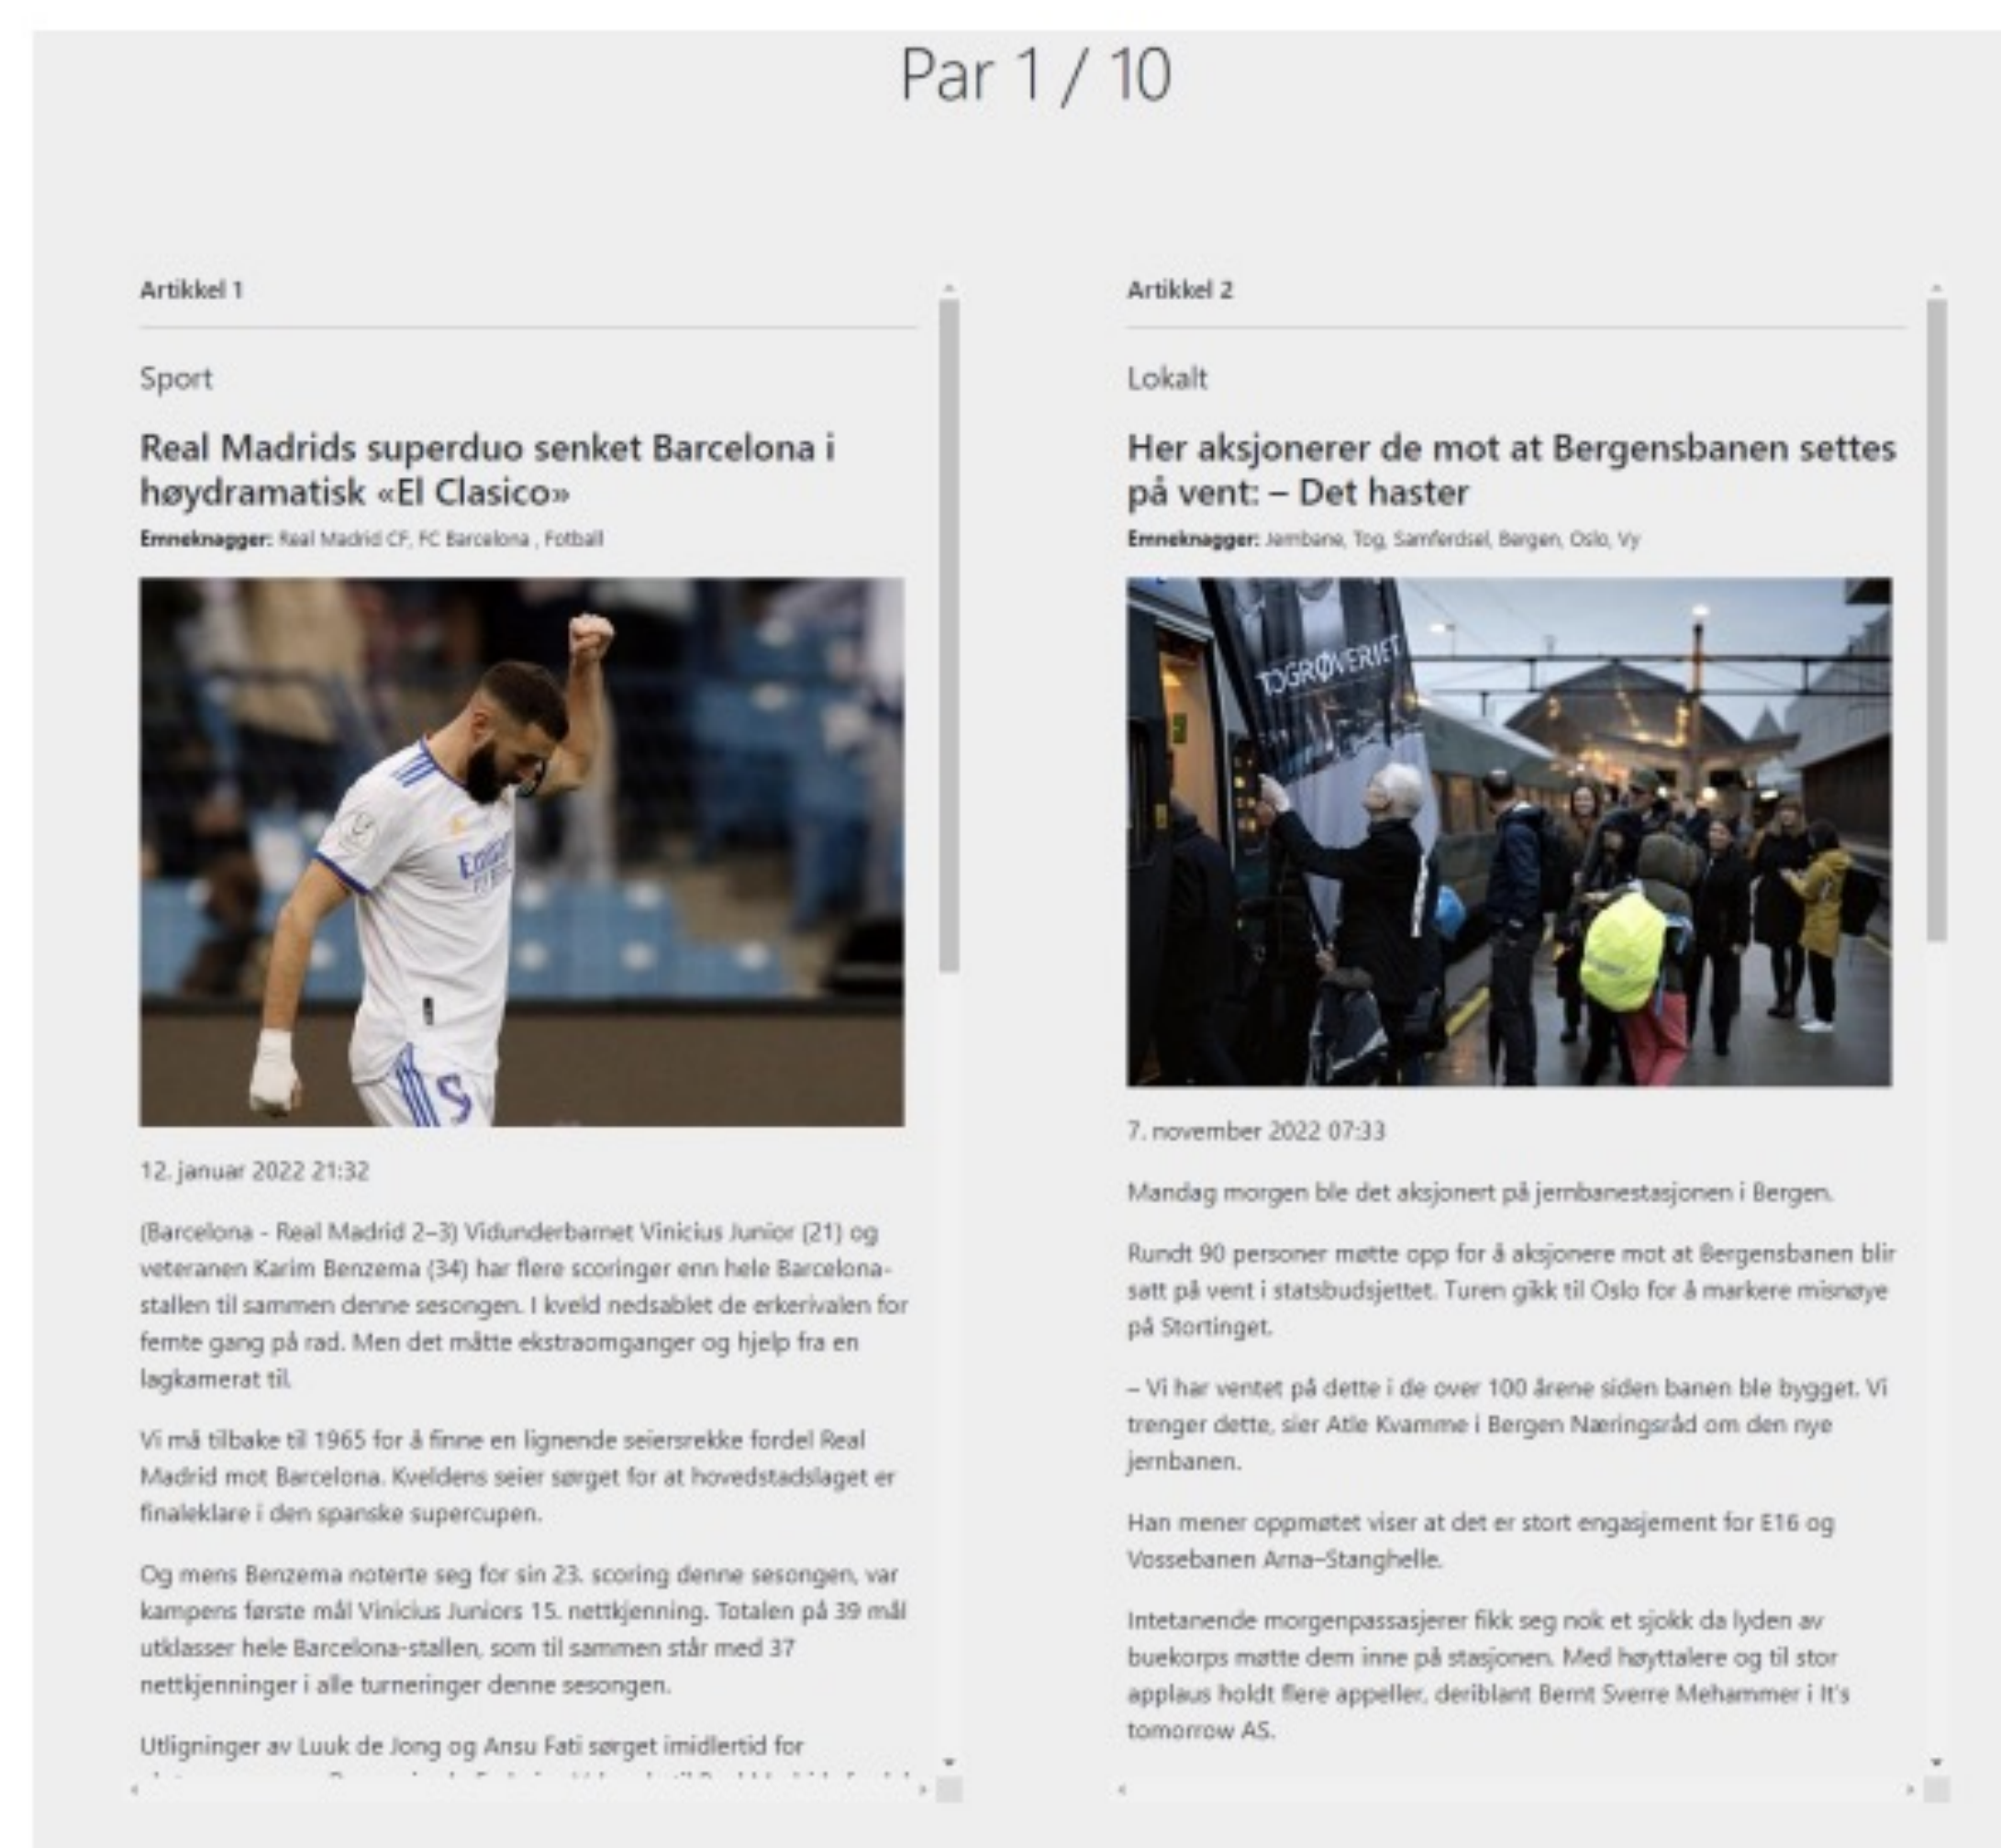 Par 1 / 10
Artikkel 1
Sport
Real Madrids superduo senket Barcelona i
høydramatisk «El Clasico»
Emneknagger: Real Madrid CF, FC Barcelona , Fotball
12. januar 2022 21:32
(Barcelona - Real Madrid 2–3) Vidunderbarnet Vinicius Junior (21) og
veteranen Karim Benzema (34) har flere scoringer enn hele Barcelona-
stallen til sammen denne sesongen. I kveld nedsablet de erkerivalen for
femte gang på rad. Men det måtte ekstraomganger og hjelp fra en
lagkamerat til.
Vi må tilbake til 1965 for å finne en lignende seiersrekke fordel Real
Madrid mot Barcelona. Kveldens seier sørget for at hovedstadslaget er
finaleklare i den spanske supercupen.
Og mens Benzema noterte seg for sin 23. scoring denne sesongen, var
kampens første mål Vinicius Juniors 15. nettkjenning. Totalen på 39 mål
utklasser hele Barcelona-stallen, som til sammen står med 37
nettkjenninger i alle turneringer denne sesongen.
Utligninger av Luuk de Jong og Ansu Fati sørget imidlertid for
Artikkel 2
Lokalt
Her aksjonerer de mot at Bergensbanen settes
på vent: – Det haster
Emneknagger: Jernbane, Tog, Samferdsel, Bergen, Oslo, Vy
TOGRØVERIET
7. november 2022 07:33
Mandag morgen ble det aksjonert på jernbanestasjonen i Bergen.
Rundt 90 personer møtte opp for å aksjonere mot at Bergensbanen blir
satt på vent i statsbudsjettet. Turen gikk til Oslo for å markere misnøye
på Stortinget.
– Vi har ventet på dette i de over 100 årene siden banen ble bygget. Vi
trenger dette, sier Atle Kvamme i Bergen Næringsråd om den nye
jernbanen.
Han mener oppmøtet viser at det er stort engasjement for E16 og
Vossebanen Arna–Stanghelle.
Intetanende morgenpassasjerer fikk seg nok et sjokk da lyden av
buekorps møtte dem inne på stasjonen. Med høyttalere og til stor
applaus holdt flere appeller, deriblant Bernt Sverre Mehammer i It's
tomorrow AS.